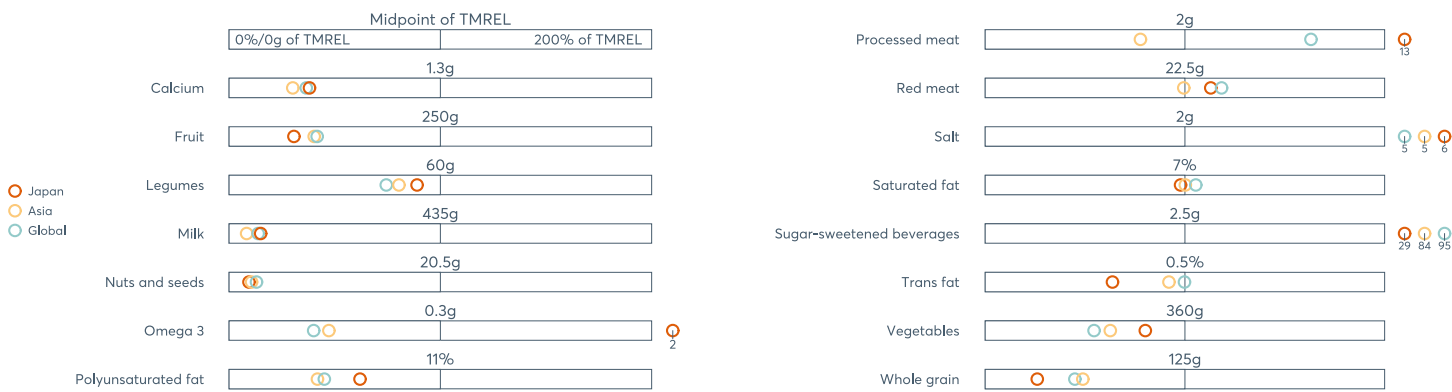 Midpoint of TMREL
0%/0g of TMREL 200% of TMREL
1.3g
Calcium
250g
Fruit
60g
Legumes
435g
Milk
20.5g
Nuts and seeds
0.3g
Omega 3
2
11%
Polyunsaturated fat
Japan
Asia
Global
2g
Processed meat
13
22.5g
Red meat
2g
Salt
5 5 6
7%
Saturated fat
2.5g
Sugar-sweetened beverages
29 84 95
0.5%
Trans fat
360g
Vegetables
125g
Whole grain